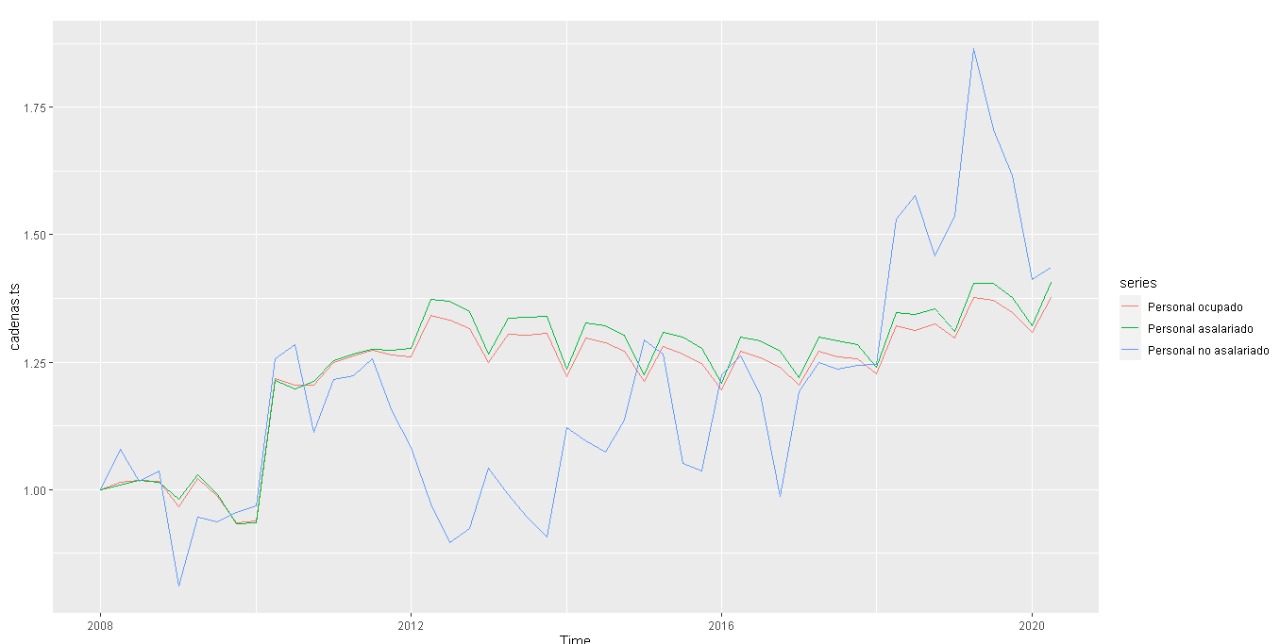 1.75
1.50
1.25
1.00
cadenas.ts
2008
2012
2016
2020
Time
series
Personal ocupado
Personal asalariado
Personal no asalariado